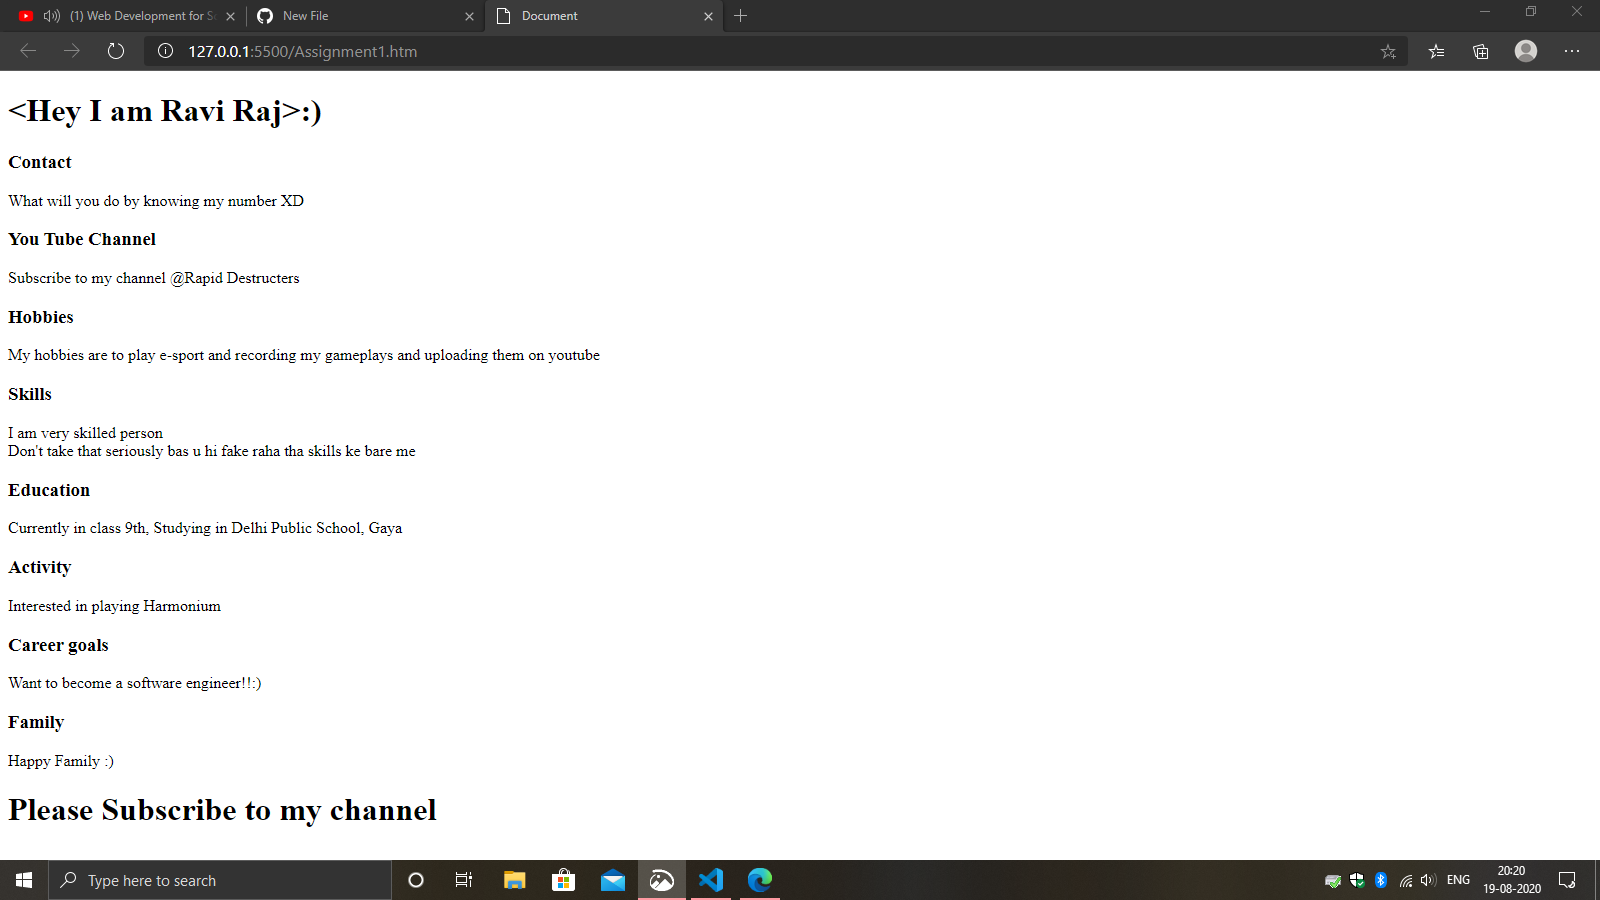 (1) Web Development for S
New File
Document
127.0.0.1:5500/Assignment1.htm
<Hey I am Ravi Raj>:)
Contact
What will you do by knowing my number XD
You Tube Channel
Subscribe to my channel @Rapid Destructers
Hobbies
My hobbies are to play e-sport and recording my gameplays and uploading them on youtube
Skills
I am very skilled person
Don't take that seriously bas u hi fake raha tha skills ke bare me
Education
Currently in class 9th, Studying in Delhi Public School, Gaya
Activity
Interested in playing Harmonium
Career goals
Want to become a software engineer!!:)
Family
Happy Family :)
Please Subscribe to my channel
Type here to search
ENG
20:20
19-08-2020